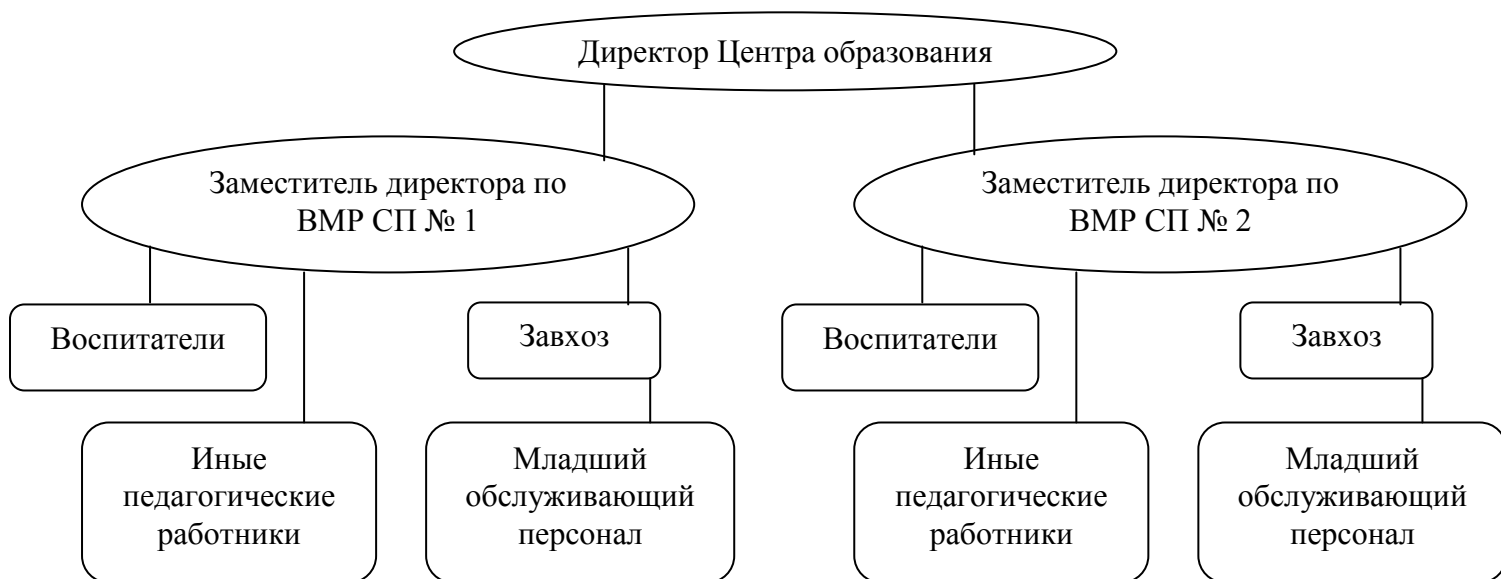 Директор Центра образования
Заместитель директора по
ВМР СП № 1
Заместитель директора по
ВМР СП № 2
Воспитатели
Завхоз
Воспитатели
Завхоз
Иные
педагогические
работники
Младший
обслуживающий
персонал
Иные
педагогические
работники
Младший
обслуживающий
персонал